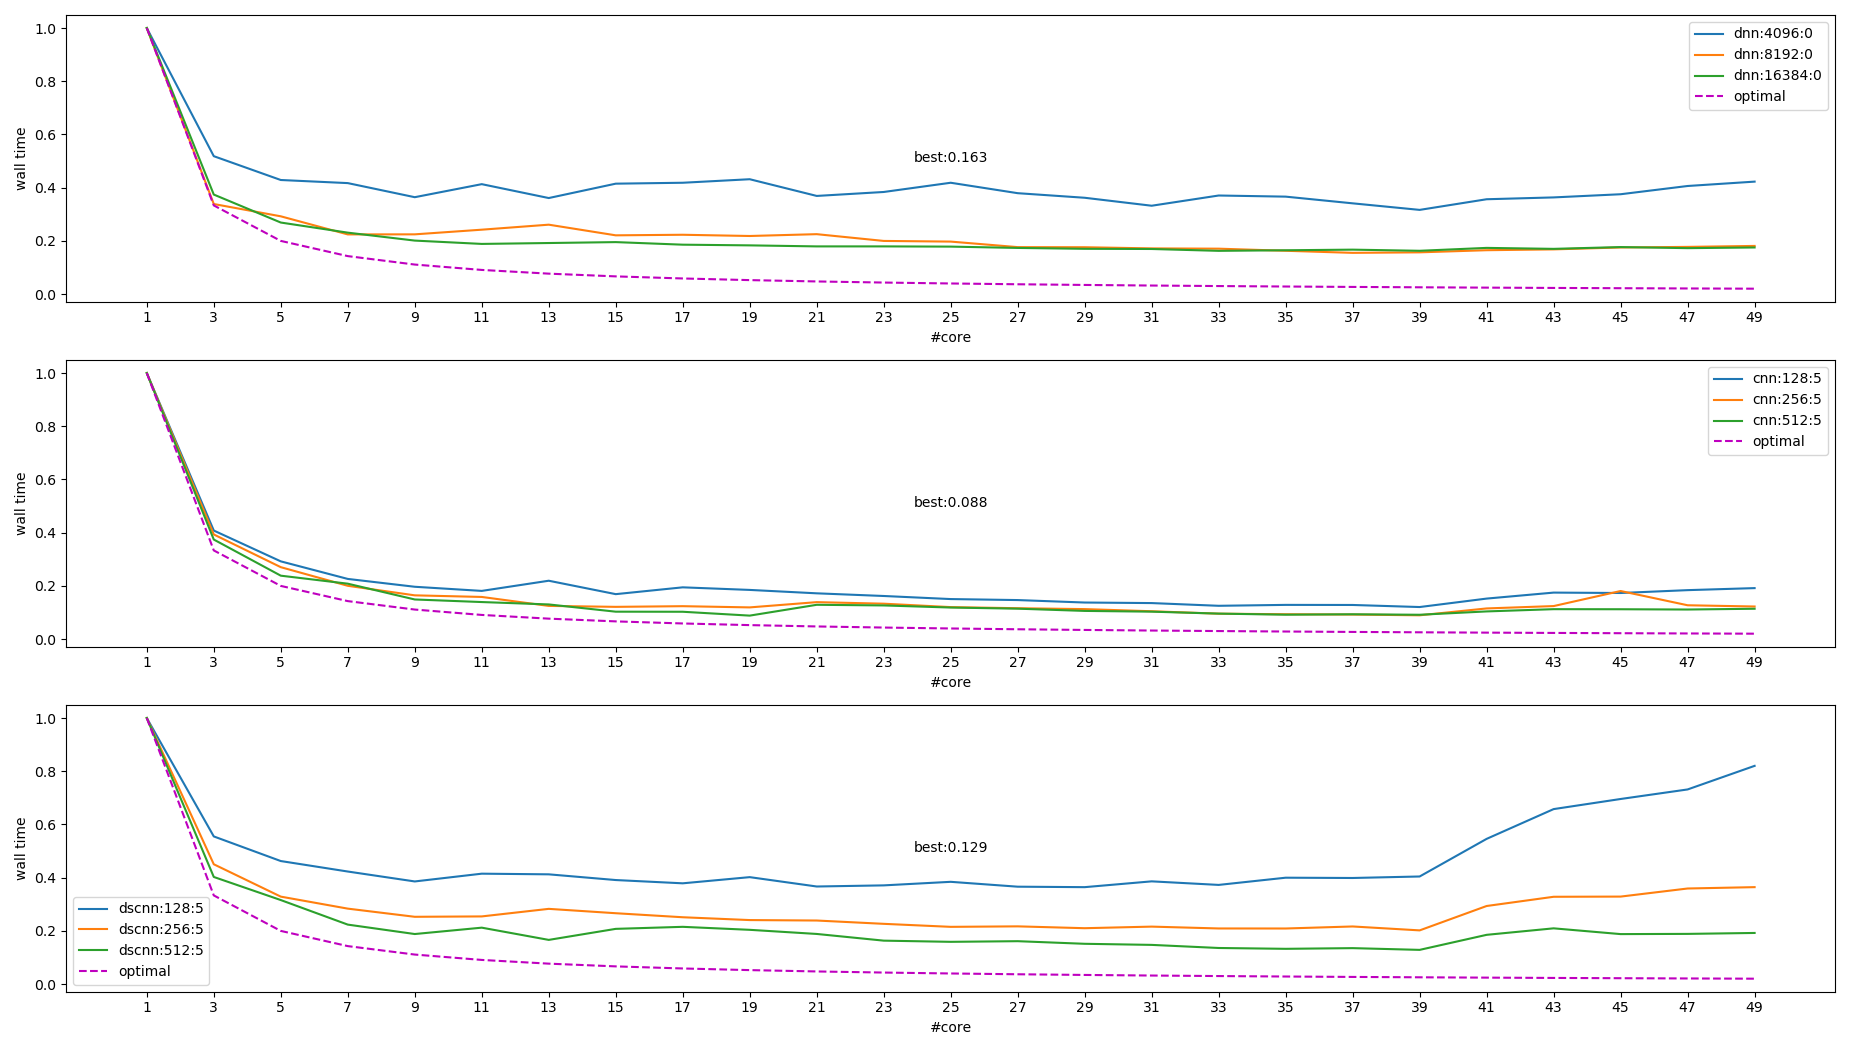 1.0
0.8
0.6
0.4
0.2
0.0
wall time
dnn:4096:0
dnn:8192:0
dnn:16384:0
optimal
best:0.163
1 3 5 7 9 11 13 15 17 19 21 23 25 27 29 31 33 35 37 39 41 43 45 47 49
#core
1.0
0.8
0.6
0.4
0.2
0.0
wall time
cnn:128:5
cnn:256:5
cnn:512:5
optimal
best:0.088
1 3 5 7 9 11 13 15 17 19 21 23 25 27 29 31 33 35 37 39 41 43 45 47 49
#core
1.0
0.8
0.6
0.4
0.2
0.0
wall time
best:0.129
dscnn:128:5
dscnn:256:5
dscnn:512:5
optimal
1 3 5 7 9 11 13 15 17 19 21 23 25 27 29 31 33 35 37 39 41 43 45 47 49
#core